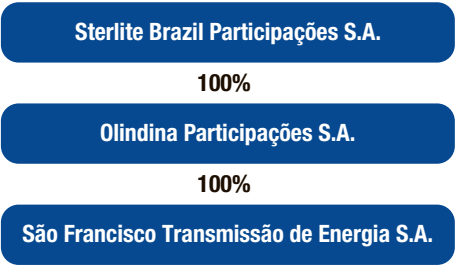 Sterlite Brazil Participações S.A.
100%
Olindina Participações S.A.
100%
São Francisco Transmissão de Energia S.A.